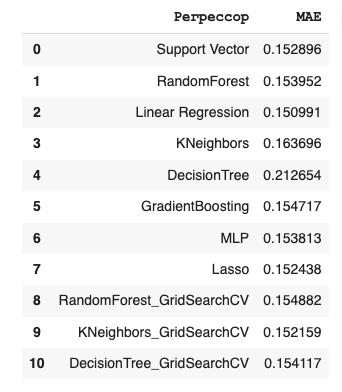 Perpeccop MAE
0 Support Vector 0.152896
1 RandomForest 0.153952
2 Linear Regression 0.150991
3 KNeighbors 0.163696
4 DecisionTree 0.212654
5 GradientBoosting 0.154717
6 MLP 0.153813
7 Lasso 0.152438
8 RandomForest_GridSearchCV 0.154882
9 KNeighbors_GridSearchCV 0.152159
10 DecisionTree_GridSearchCV 0.154117